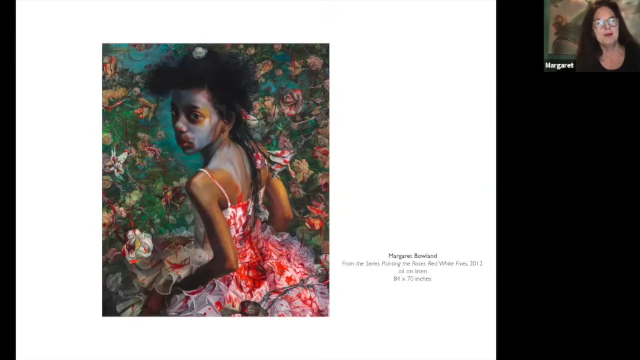 Margaret
Margaret Bowland
From the Series Painting the Roses Red White Fives, 2012
oil on linen
84 x 70 inches